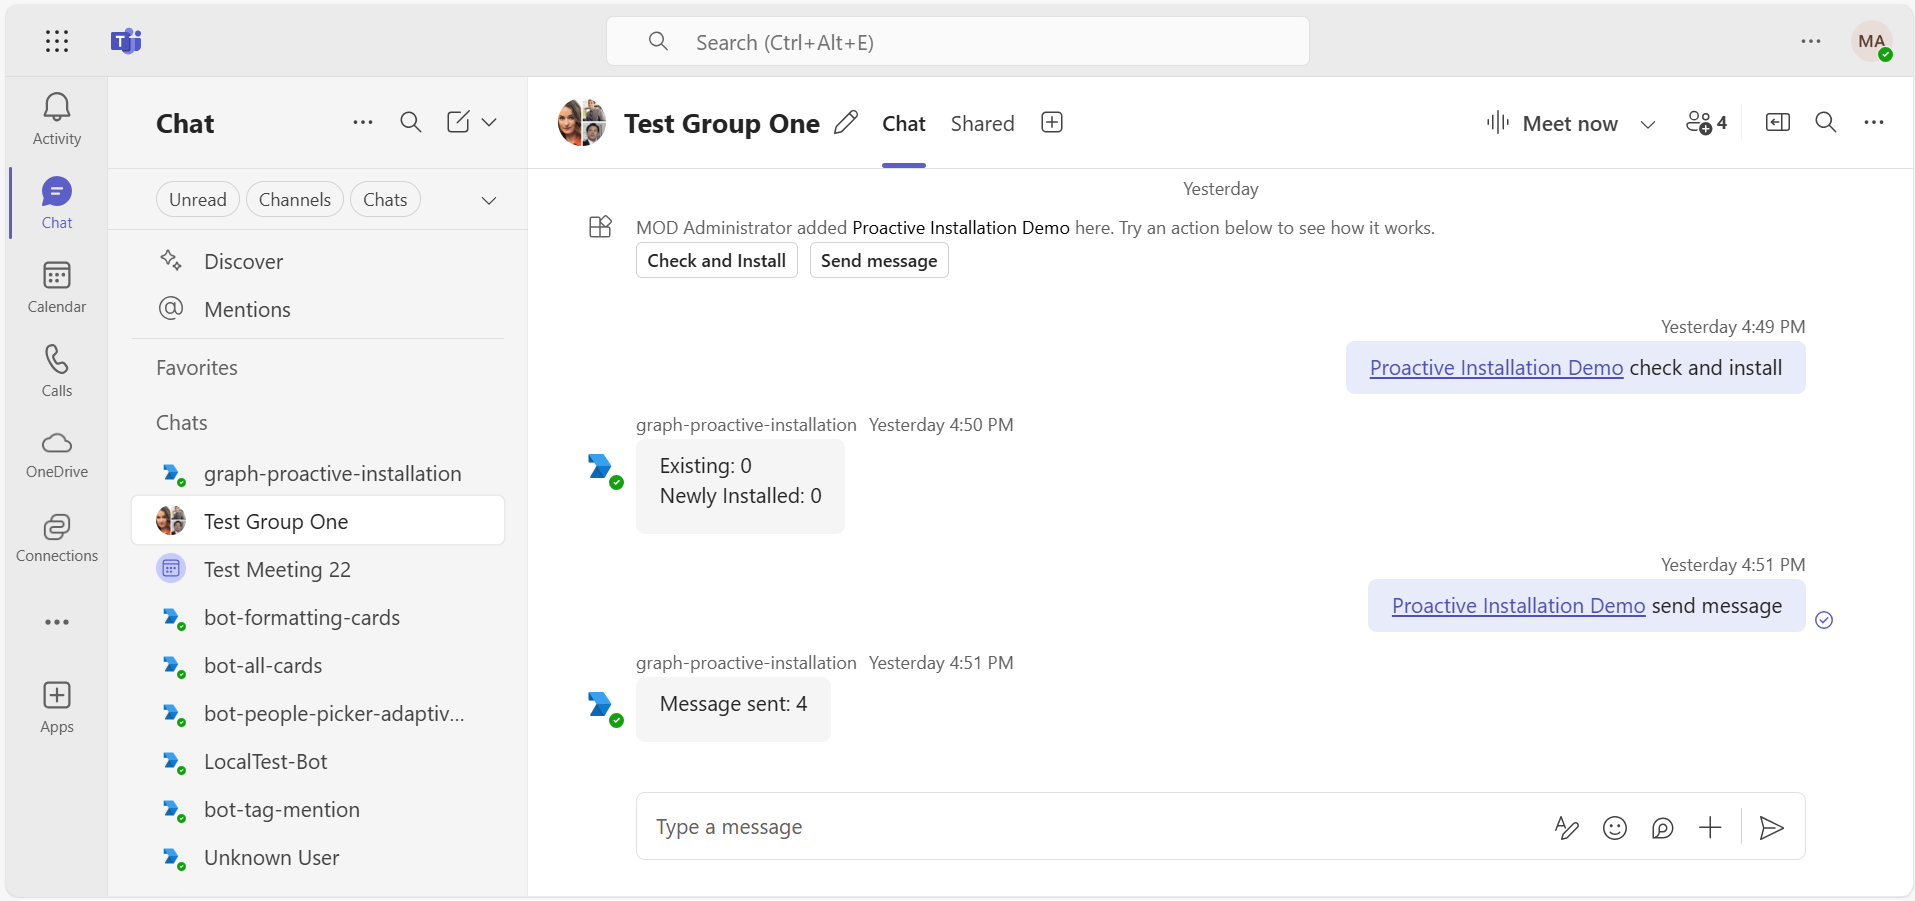 Search (Ctrl+Alt+E)
MA
Activity
Chat
Calendar
Calls
OneDrive
Connections
Apps
Chat
Unread
Channels
Chats
Discover
Mentions
Favorites
Chats
graph-proactive-installation
Test Group One
Test Meeting 22
bot-formatting-cards
bot-all-cards
bot-people-picker-adaptiv...
LocalTest-Bot
bot-tag-mention
Unknown User
Test Group One
Chat
Shared
Meet now
4
Yesterday
MOD Administrator added Proactive Installation Demo here. Try an action below to see how it works.
Check and Install
Send message
Yesterday 4:49 PM
Proactive Installation Demo check and install
graph-proactive-installation Yesterday 4:50 PM
Existing: 0
Newly Installed: 0
Yesterday 4:51 PM
Proactive Installation Demo send message
graph-proactive-installation Yesterday 4:51 PM
Message sent: 4
Type a message